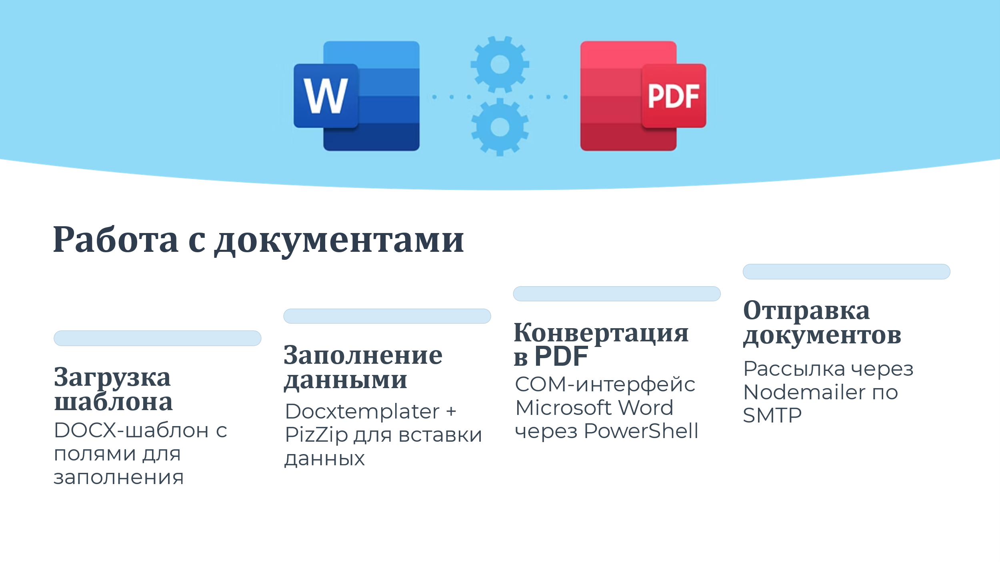 W
PDF
Работа с документами
Загрузка
шаблона
DOCX-шаблон с
полями для
заполнения
Заполнение
данными
Docxtemplater +
PizZip для вставки
данных
Конвертация
в PDF
COM-интерфейс
Microsoft Word
через PowerShell
Отправка
документов
Рассылка через
Nodemailer по
SMTP